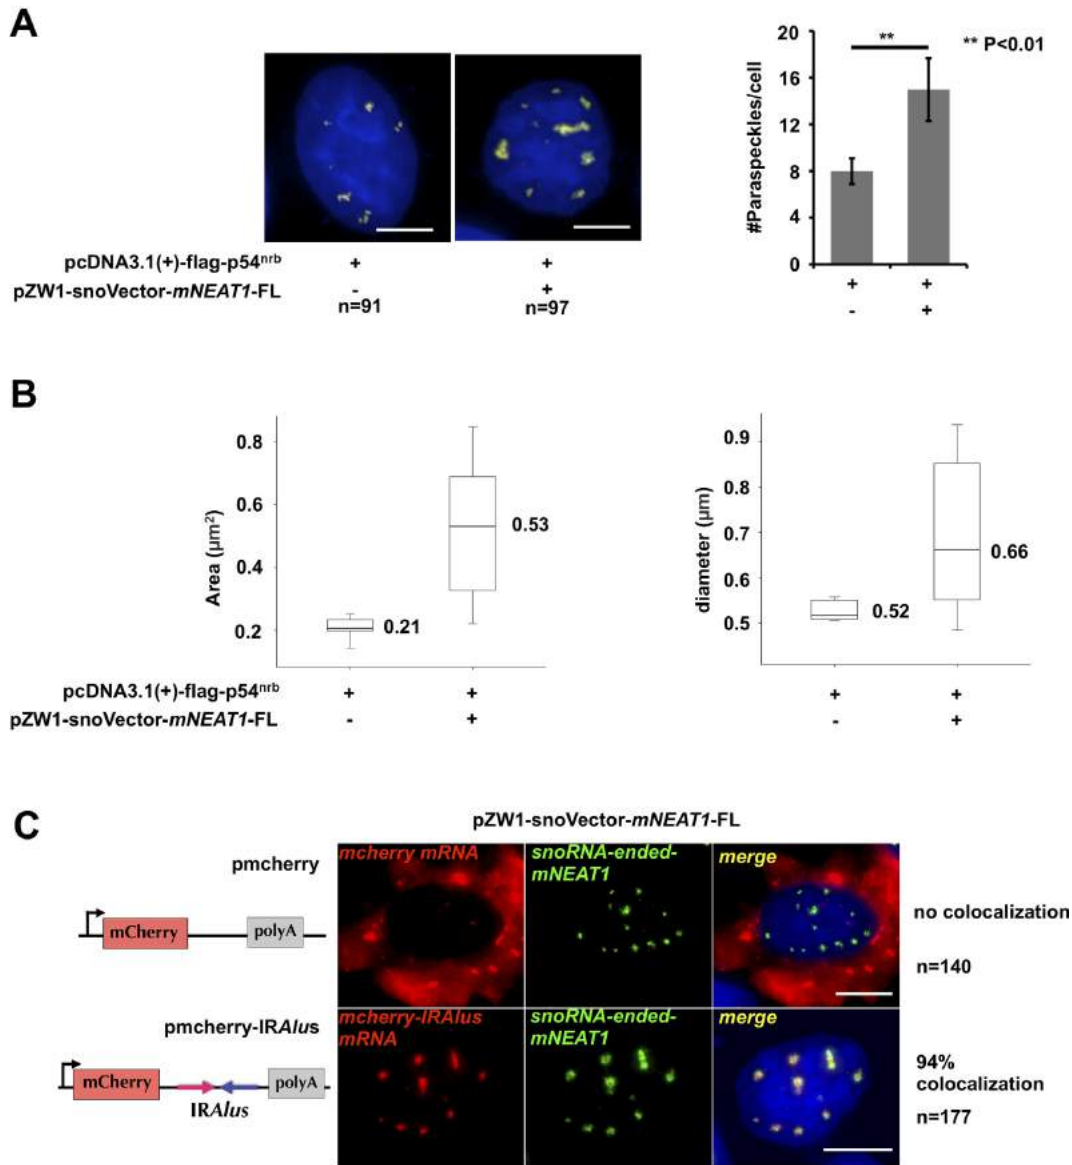 A
20
16
12
8
4
0
#Paraspeckles/cell
**
** P<0.01
pcDNA3.1(+)-flag-p54nrb + +
pZW1-snoVector-mNEAT1-FL - +
n=91 n=97
+ +
- +
B
0.8
0.6
0.4
0.2
Area (μm²)
0.21
0.53
0.9
0.8
0.7
0.6
0.5
diameter (μm)
0.52
0.66
pcDNA3.1(+)-flag-p54nrb + + + +
pZW1-snoVector-mNEAT1-FL - + - +
C
pZW1-snoVector-mNEAT1-FL
pmcherry
mCherry polyA
mcherry mRNA
snoRNA-ended-
mNEAT1
merge
no colocalization
n=140
pmcherry-IRAlus
mCherry polyA
IRAlus
mcherry-IRAlus
mRNA
snoRNA-ended-
mNEAT1
merge
94%
colocalization
n=177